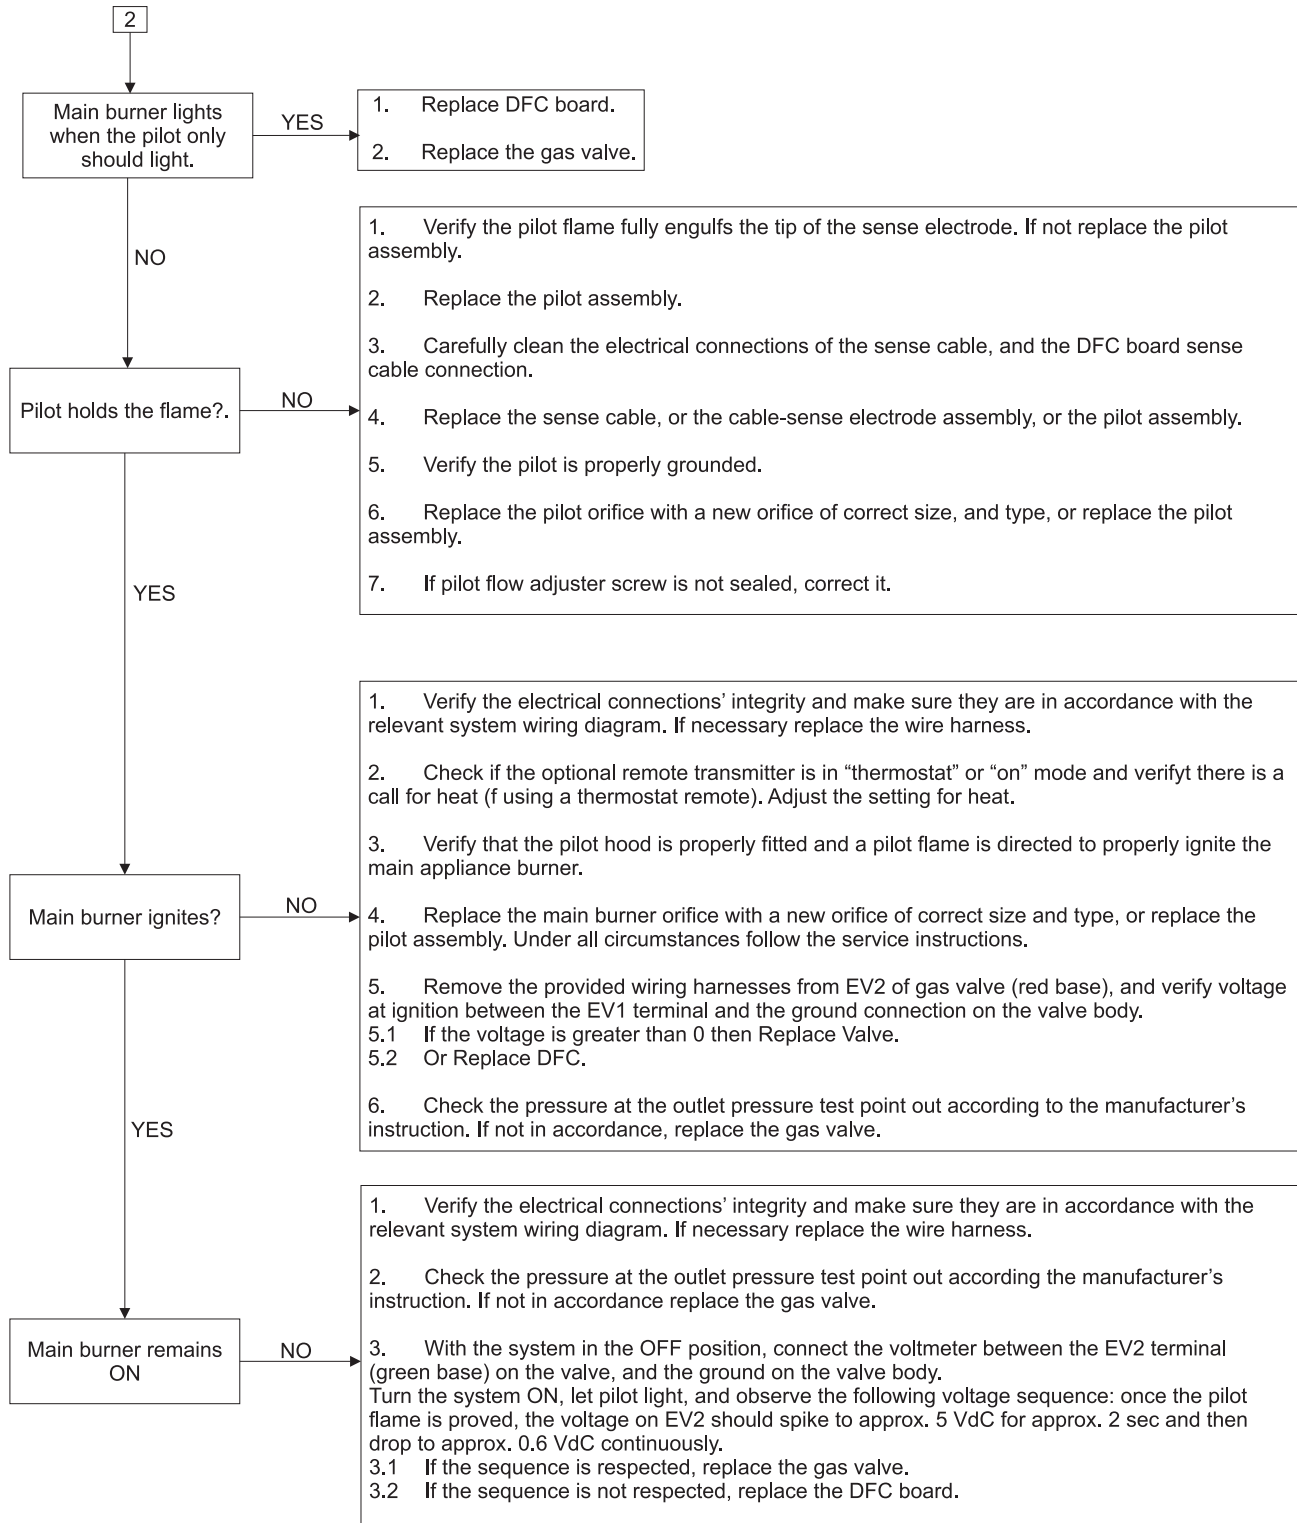 2
Main burner lights
when the pilot only
should light.
YES
1. Replace DFC board.
2. Replace the gas valve.
NO
1. Verify the pilot flame fully engulfs the tip of the sense electrode. If not replace the pilot
assembly.
2. Replace the pilot assembly.
3. Carefully clean the electrical connections of the sense cable, and the DFC board sense
cable connection.
4. Replace the sense cable, or the cable-sense electrode assembly, or the pilot assembly.
5. Verify the pilot is properly grounded.
6. Replace the pilot orifice with a new orifice of correct size, and type, or replace the pilot
assembly.
7. If pilot flow adjuster screw is not sealed, correct it.
Pilot holds the flame?.
NO
YES
1. Verify the electrical connections’ integrity and make sure they are in accordance with the
relevant system wiring diagram. If necessary replace the wire harness.
2. Check if the optional remote transmitter is in “thermostat” or “on” mode and verifyt there is a
call for heat (f using a thermostat remote). Adjust the setting for heat.
3. Verify that the pilot hood is properly fitted and a pilot flame is directed to properly ignite the
main appliance burner.
4. Replace the main burner orifice with a new orifice of correct size and type, or replace the
pilot assembly. Under all circumstances follow the service instructions.
5. Remove the provided wiring harnesses from EV2 of gas valve (red base), and verify voltage
at ignition between the EV1 terminal and the ground connection on the valve body.
5.1 If the voltage is greater than 0 then Replace Valve.
5.2 Or Replace DFC.
6. Check the pressure at the outlet pressure test point out according to the manufacturer’s
instruction. If not in accordance, replace the gas valve.
Main burner ignites?
NO
YES
1. Verify the electrical connections’ integrity and make sure they are in accordance with the
relevant system wiring diagram. If necessary replace the wire harness.
2. Check the pressure at the outlet pressure test point out according the manufacturer’s
instruction. If not in accordance replace the gas valve.
3. With the system in the OFF position, connect the voltmeter between the EV2 terminal
(green base) on the valve, and the ground on the valve body.
Turn the system ON, let pilot light, and observe the following voltage sequence: once the pilot
flame is proved, the voltage on EV2 should spike to approx. 5 VdC for approx. 2 sec and then
drop to approx. 0.6 VdC continuously.
3.1 If the sequence is respected, replace the gas valve.
3.2 If the sequence is not respected, replace the DFC board.
Main burner remains
ON
NO